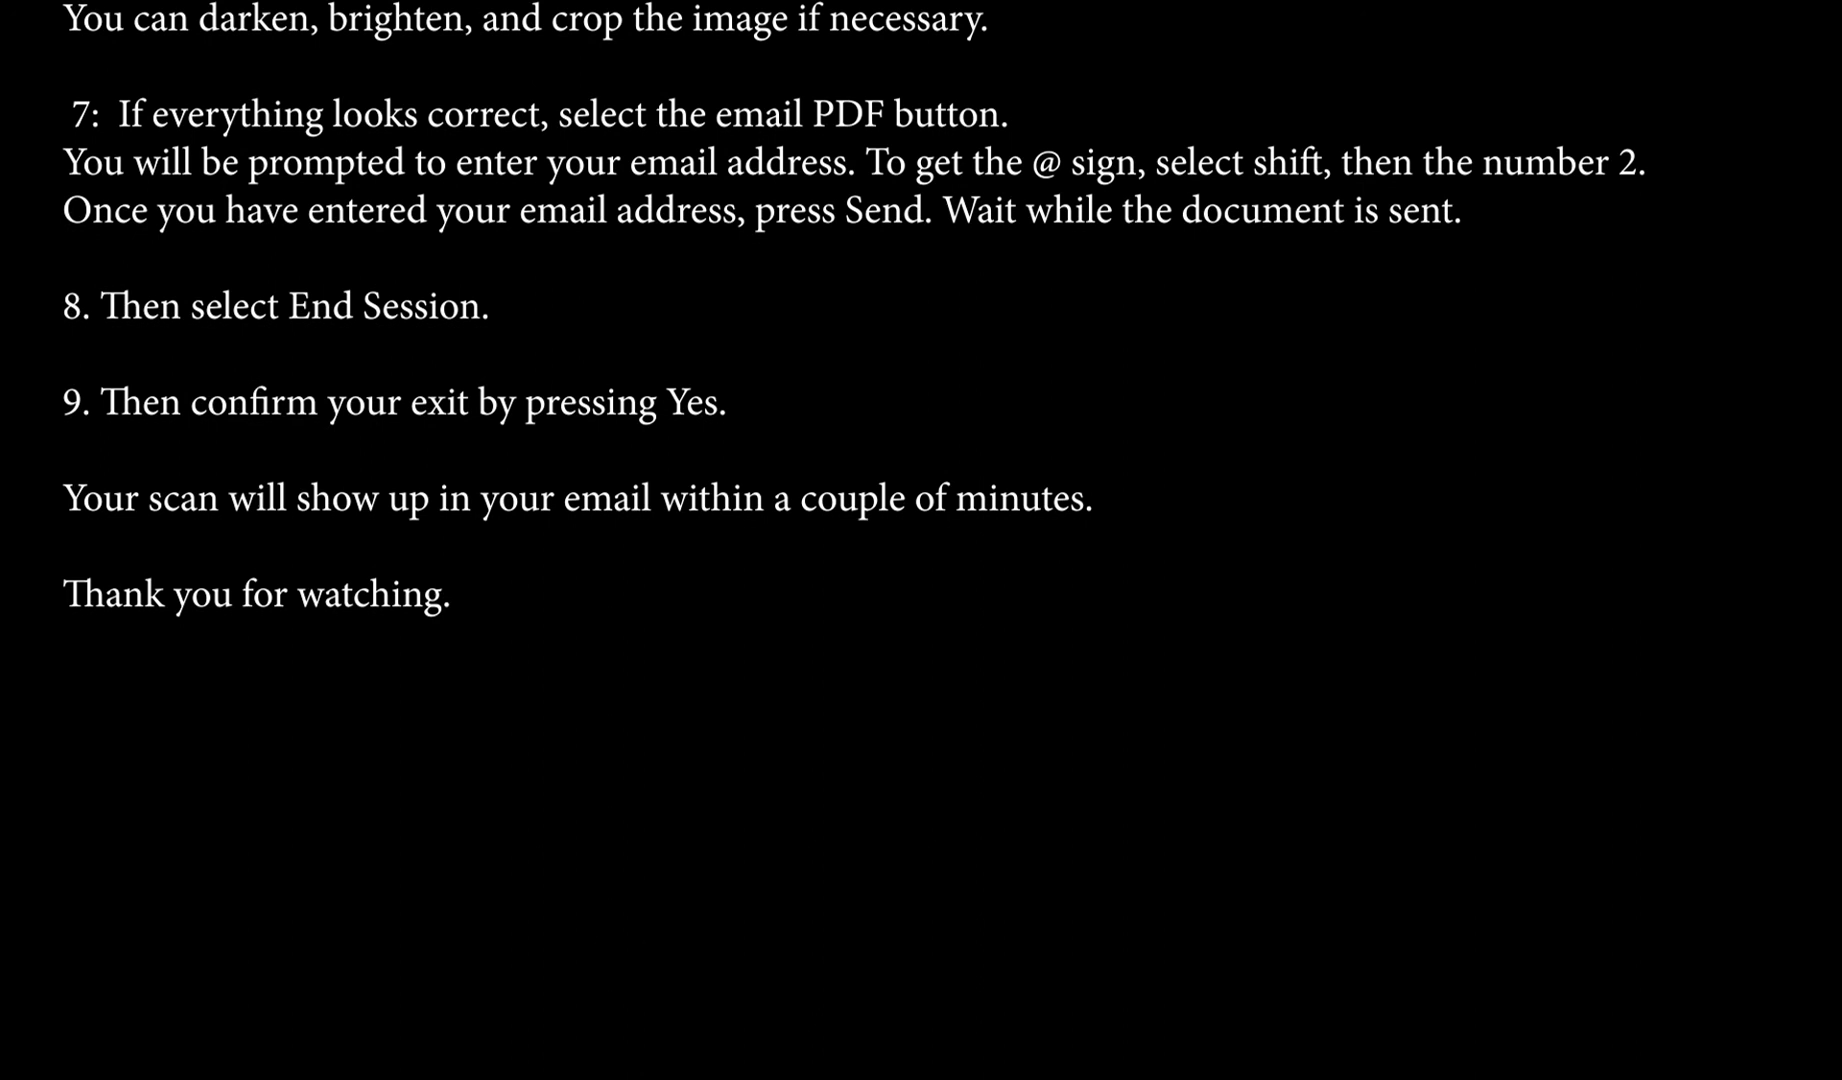 You can darken, brighten, and crop the image if necessary.
7:  If everything looks correct, select the email PDF button.
You will be prompted to enter your email address. To get the @ sign, select shift, then the number 2.
Once you have entered your email address, press Send. Wait while the document is sent.
8. Then select End Session.
9. Then confirm your exit by pressing Yes.
Your scan will show up in your email within a couple of minutes.
Thank you for watching.